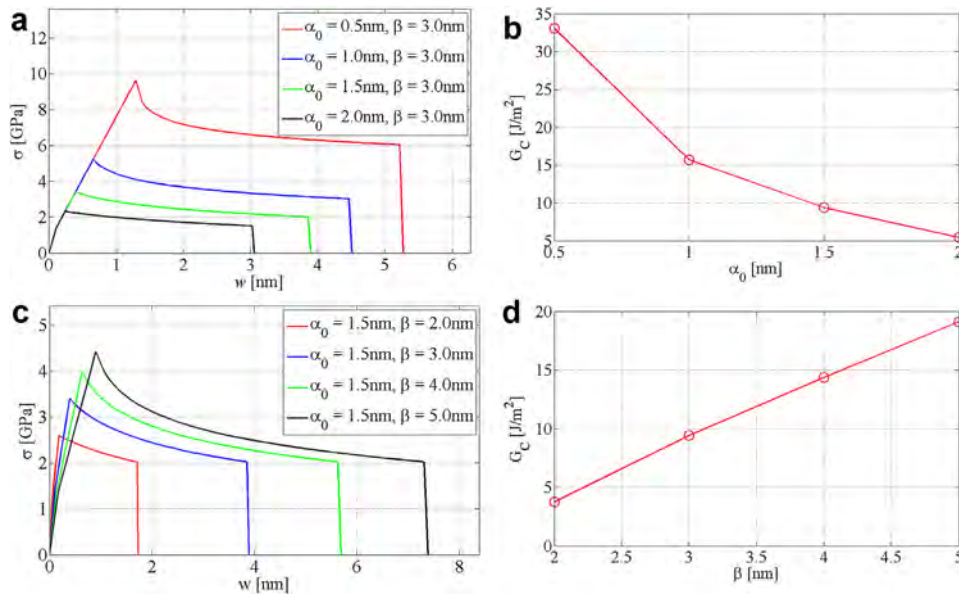 a
σ [GPa]
12
10
8
6
4
2
0
0 1 2 3 4 5 6
w [nm]
α0 = 0.5nm, β = 3.0nm
α0 = 1.0nm, β = 3.0nm
α0 = 1.5nm, β = 3.0nm
α0 = 2.0nm, β = 3.0nm
b
GC [J/m²]
35
30
25
20
15
10
5
0.5 1 1.5 2
α0 [nm]
c
σ [GPa]
5
4
3
2
1
0
0 2 4 6 8
w [nm]
α0 = 1.5nm, β = 2.0nm
α0 = 1.5nm, β = 3.0nm
α0 = 1.5nm, β = 4.0nm
α0 = 1.5nm, β = 5.0nm
d
GC [J/m²]
20
15
10
5
0
2 2.5 3 3.5 4 4.5 5
β [nm]